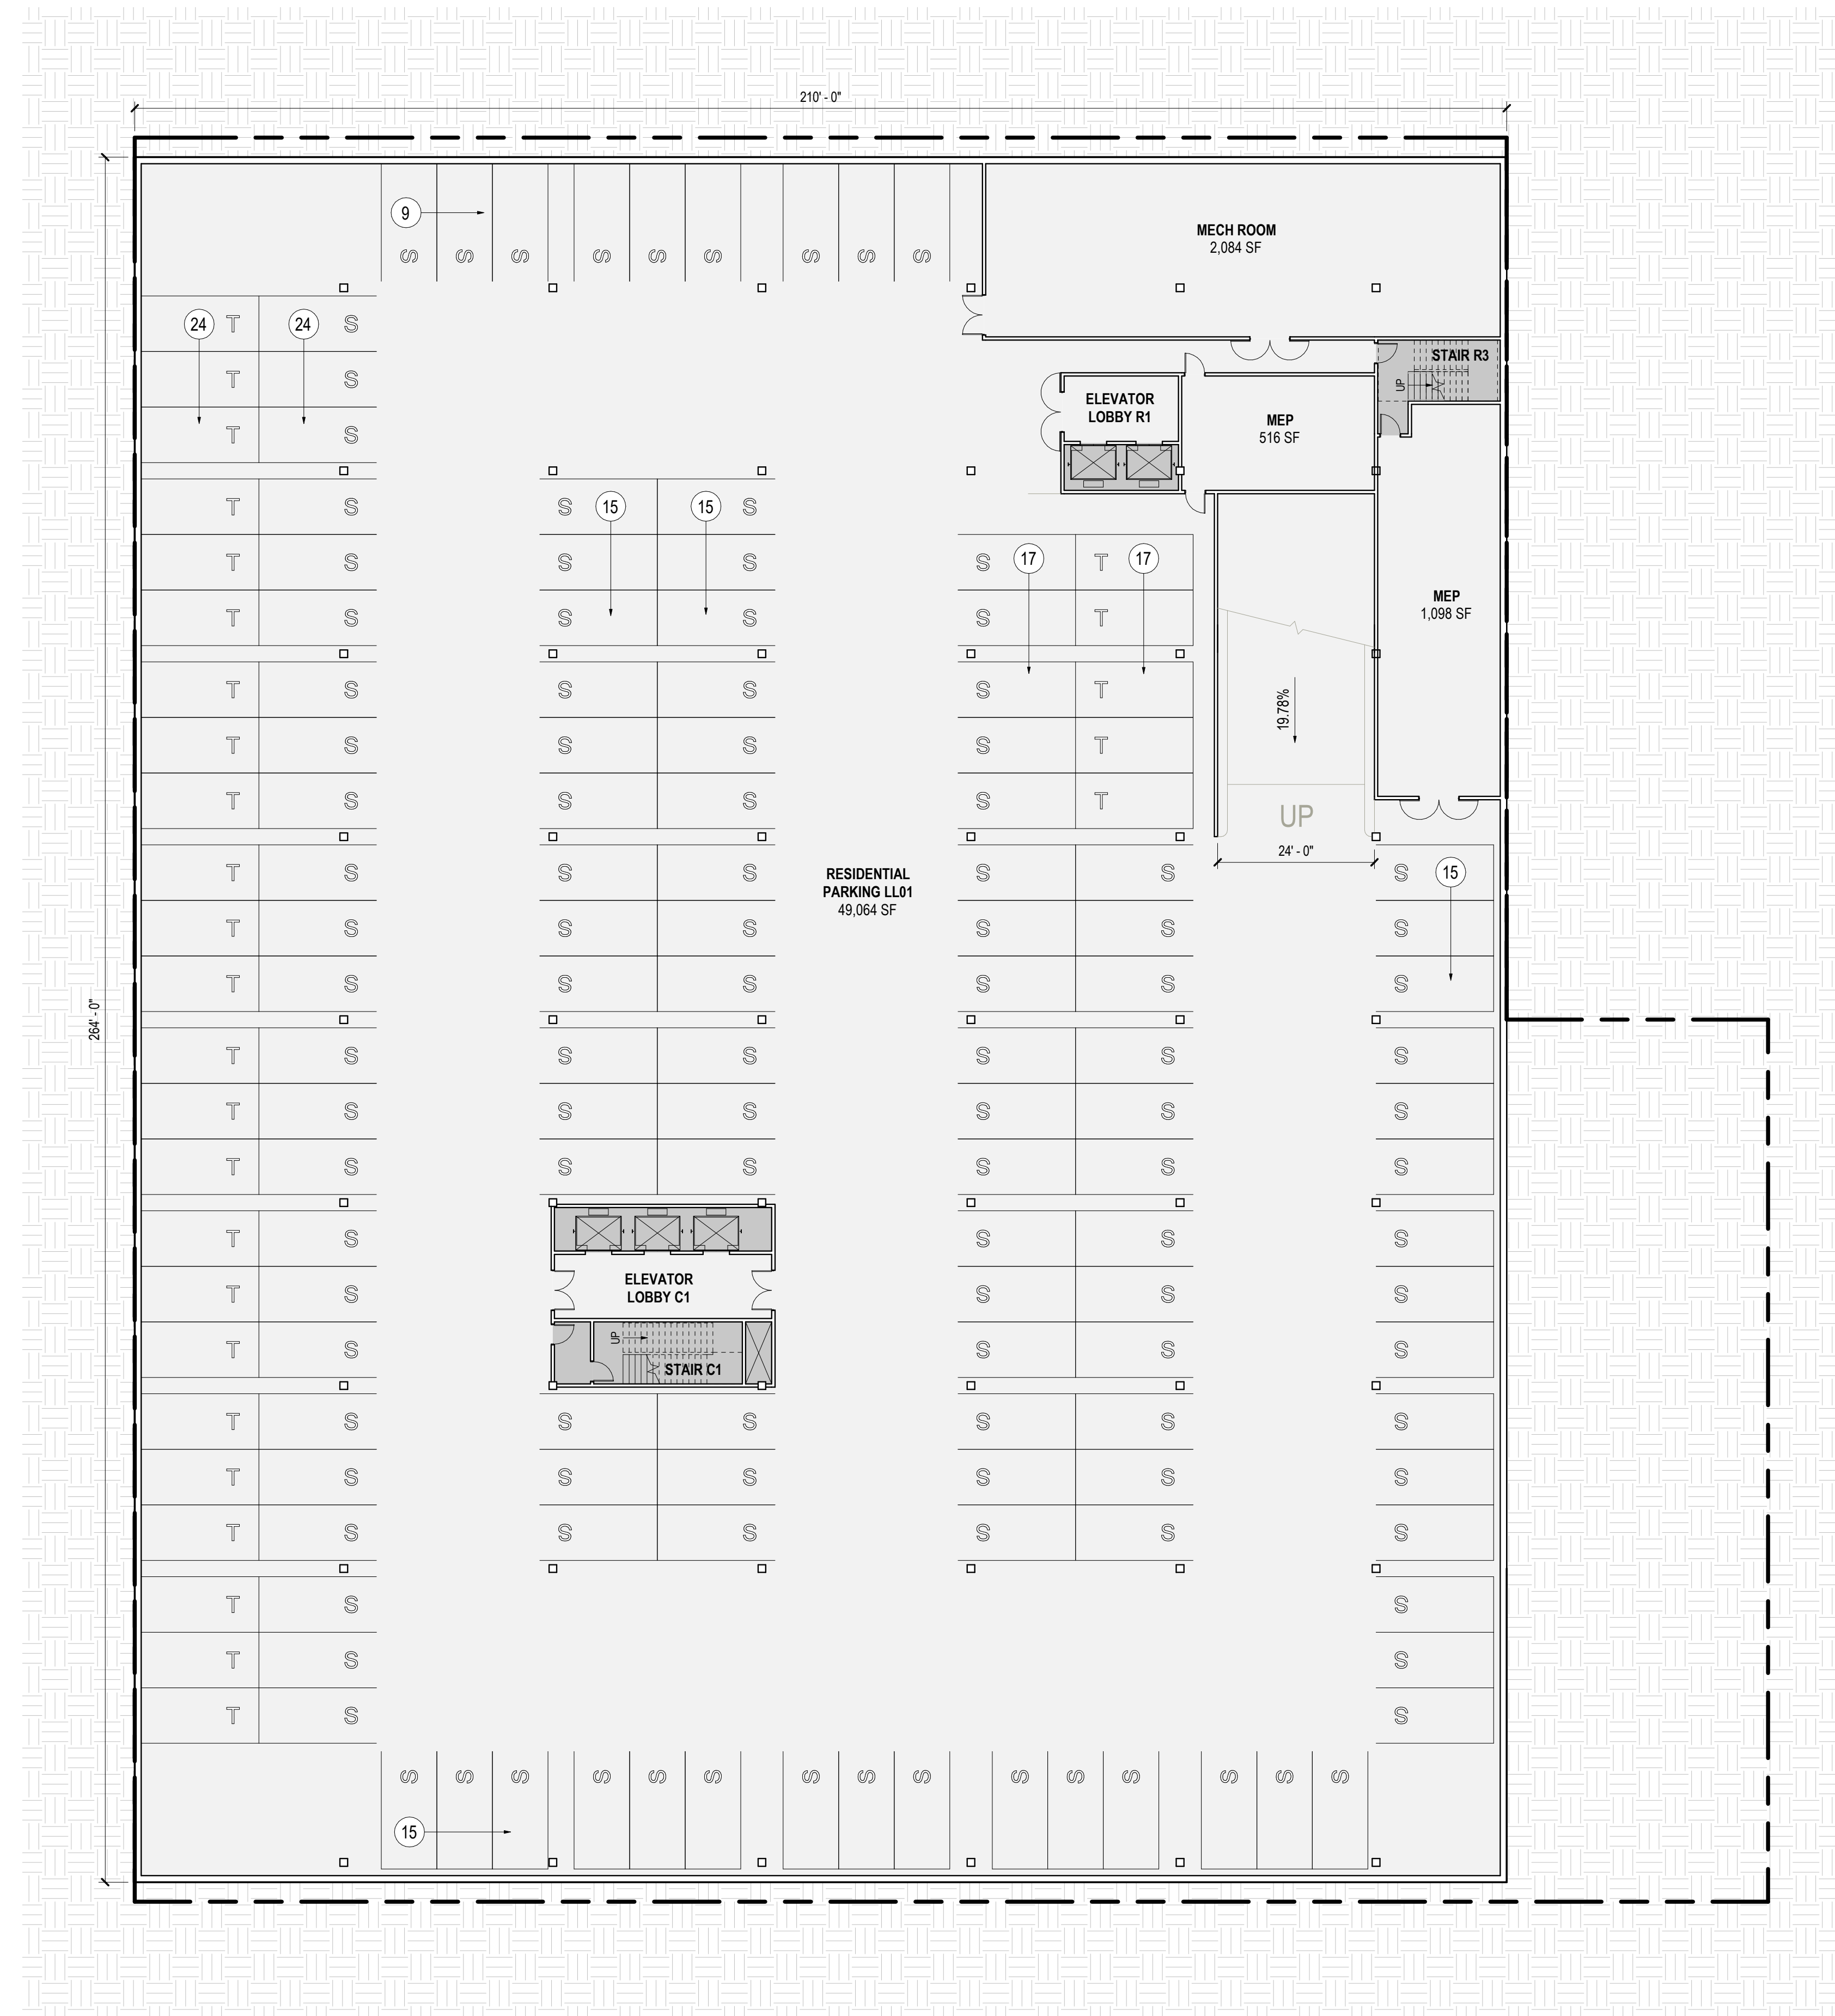 210' - 0"
9
S S S S S S S S S
MECH ROOM
2,084 SF
24 T 24 S
STAIR R3
T S
UP
ELEVATOR
LOBBY R1
MEP
516 SF
T S
T S S 15 15 S
T S S S S T
17 17
MEP
1,098 SF
T S S S S T
T S S S S T
19.78%
T S S S S T
T S S S S T
UP
24' - 0"
T S S S S S S 15
RESIDENTIAL
PARKING LL01
49,064 SF
T S S S S S S
T S S S S S S
264' - 0"
T S S S S S S
T S S S S S S
T S S S S S S
T S S S S
ELEVATOR
LOBBY C1
T S S S S
UP
T S S S S
STAIR C1
T S S S S S S
T S S S S S S
T S S S S S S
T S S
T S S
T S S
S S S S S S S S S S S S S S S
15